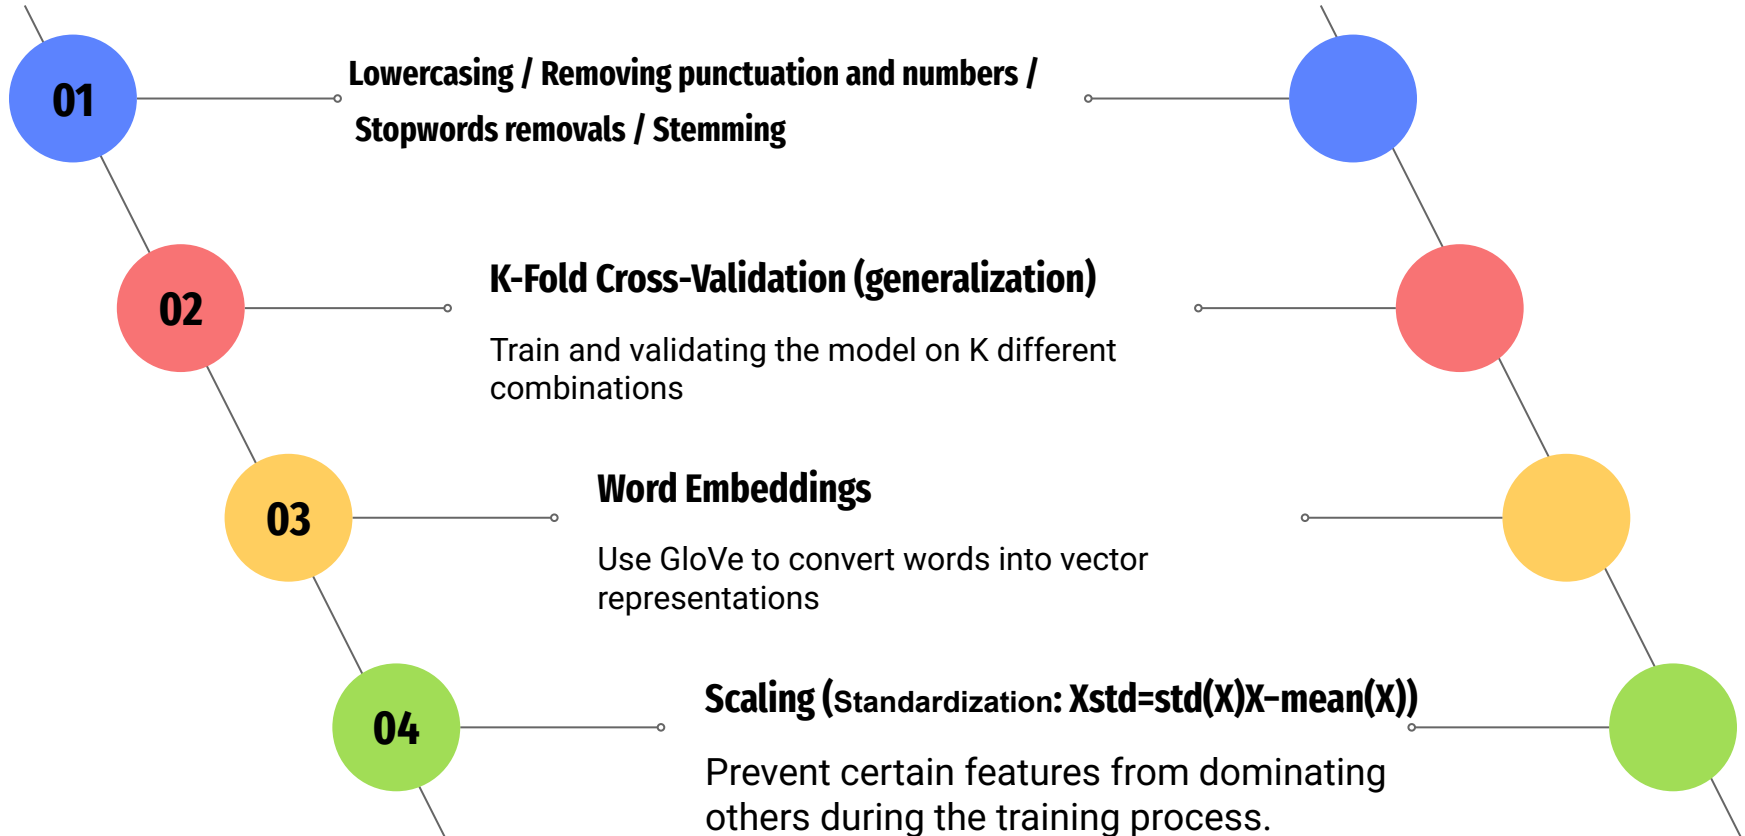 01
Lowercasing / Removing punctuation and numbers /
Stopwords removals / Stemming
02
K-Fold Cross-Validation (generalization)
Train and validating the model on K different
combinations
03
Word Embeddings
Use GloVe to convert words into vector
representations
04
Scaling (Standardization: Xstd=std(X)X−mean(X))
Prevent certain features from dominating
others during the training process.